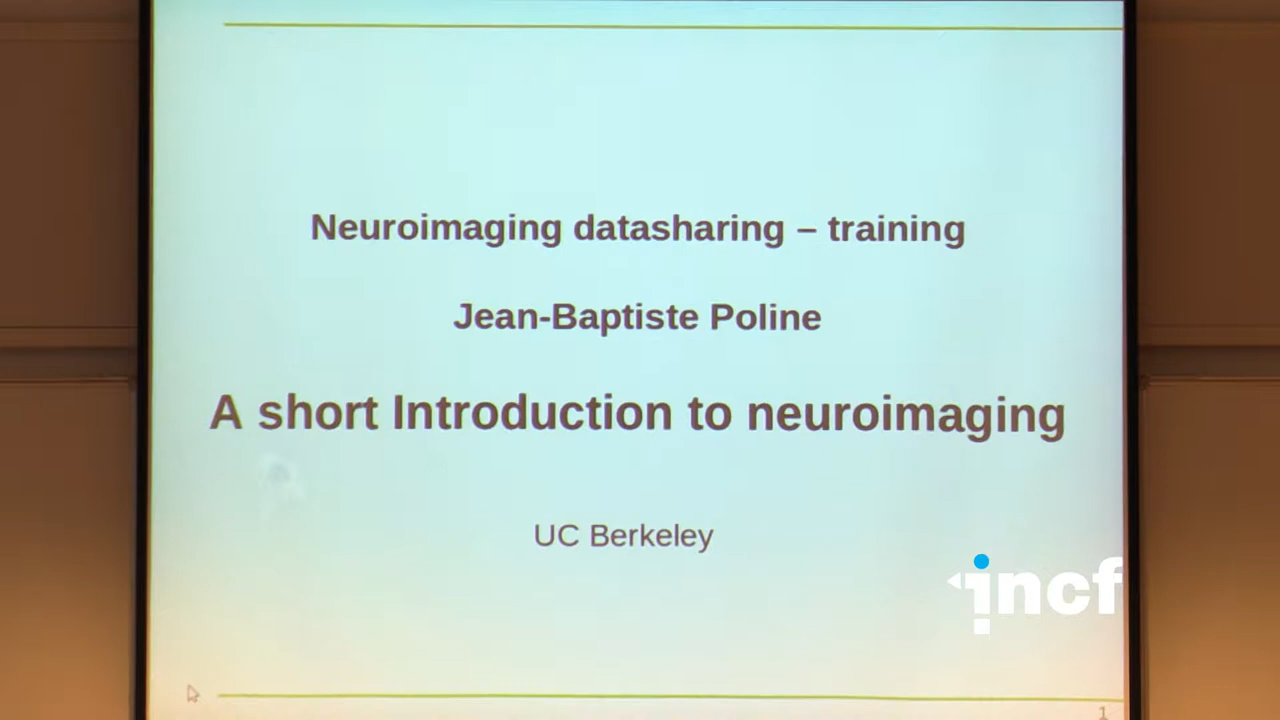 Neuroimaging datasharing – training
Jean-Baptiste Poline
A short Introduction to neuroimaging
UC Berkeley
incf
1